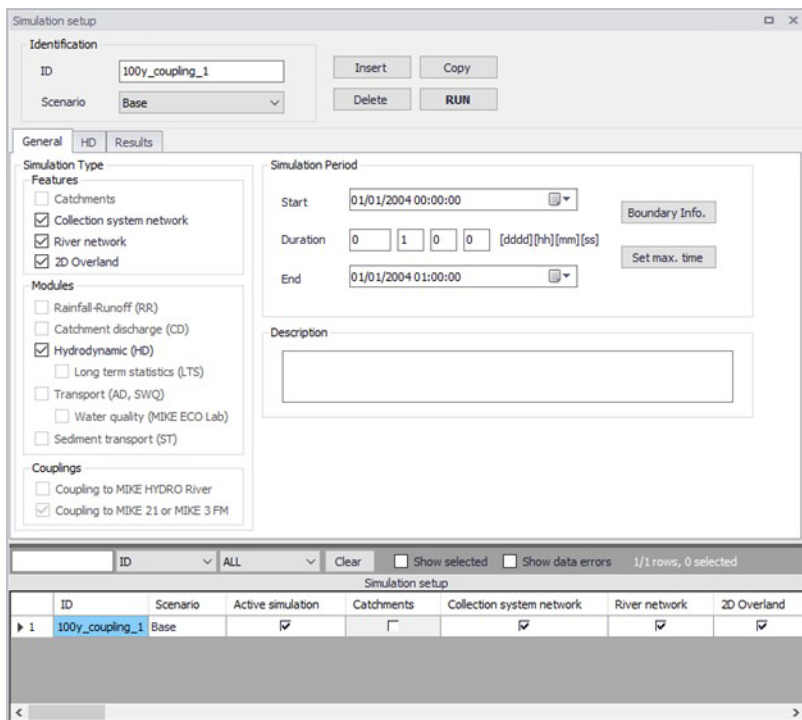 Simulation setup
Identification
ID 100y_coupling_1 Insert Copy
Scenario Base Delete RUN
General HD Results
Simulation Type Simulation Period
Features
Catchments Start 01/01/2004 00:00:00 Boundary Info.
Collection system network
River network Duration 0 1 0 0 [dddd][hh][mm][ss]
2D Overland Set max. time
End 01/01/2004 01:00:00
Modules
Rainfall-Runoff (RR)
Catchment discharge (CD) Description
Hydrodynamic (HD)
Long term statistics (LTS)
Transport (AD, SWQ)
Water quality (MIKE ECO Lab)
Sediment transport (ST)
Couplings
Coupling to MIKE HYDRO River
Coupling to MIKE 21 or MIKE 3 FM
ID ALL Clear Show selected Show data errors 1/1 rows, 0 selected
Simulation setup
ID Scenario Active simulation Catchments Collection system network River network 2D Overland
1 100y_coupling_1 Base